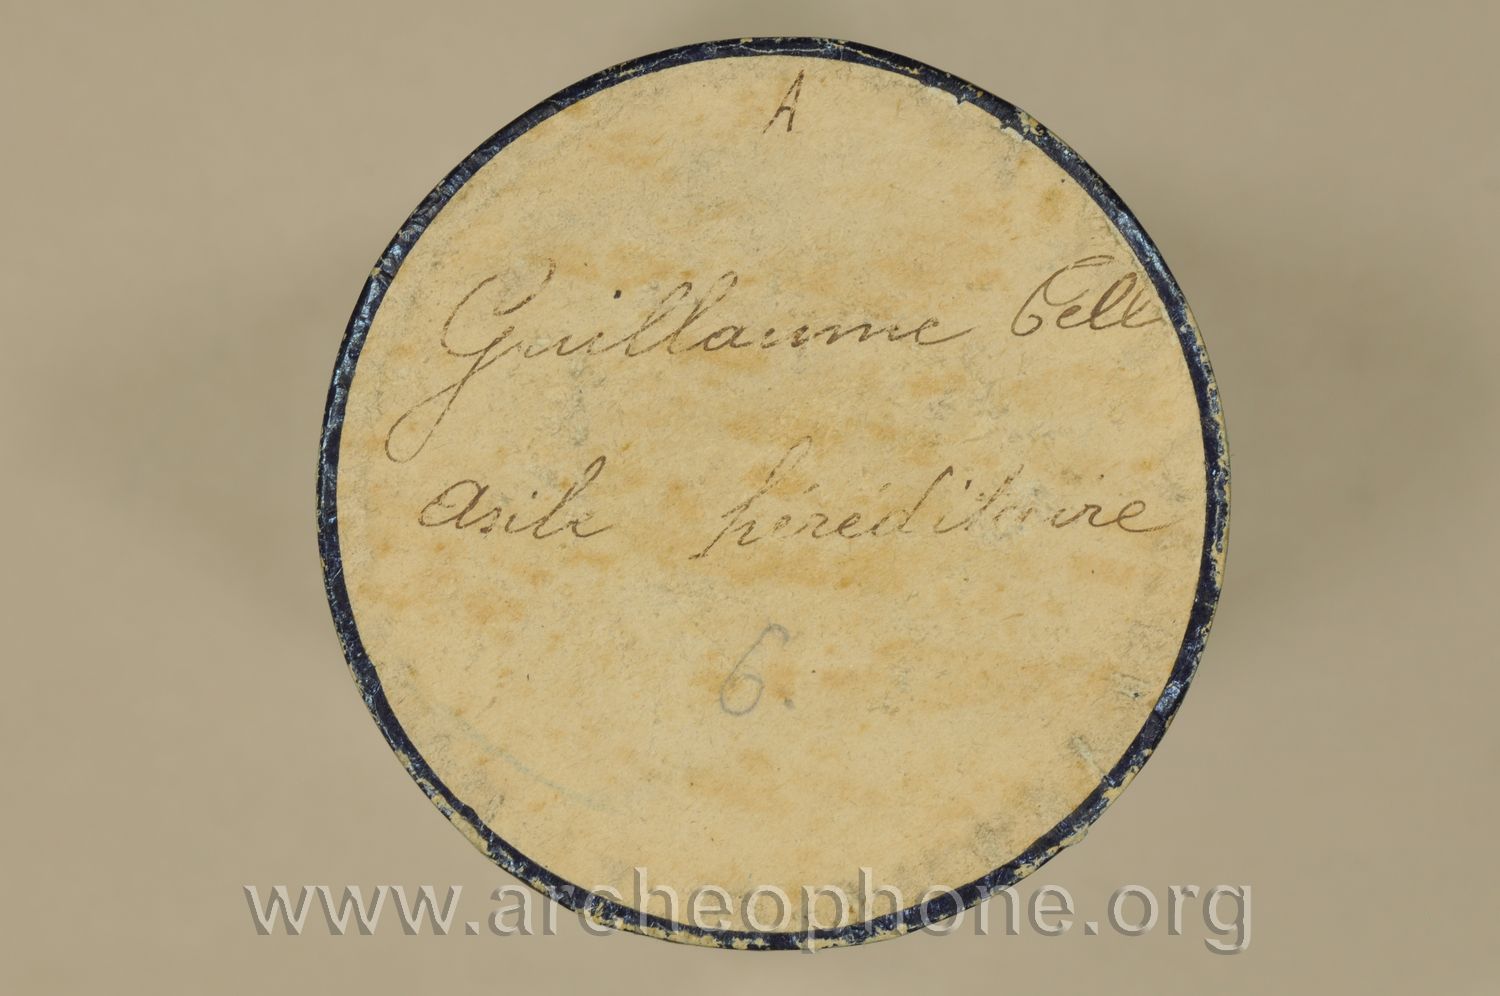 A
Guillaume Tell
asile héréditaire
6.
www.archeophone.org